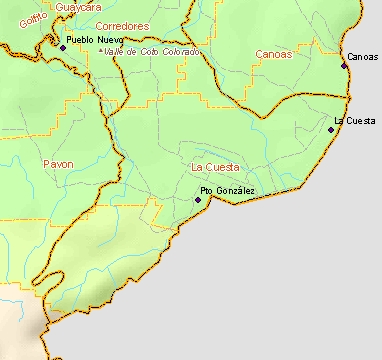 Guaycara
Golfito
Corredores
Pueblo Nuevo
Valle de Coto Colorado
Canoas
Canoas
La Cuesta
Pavon
La Cuesta
Pto González